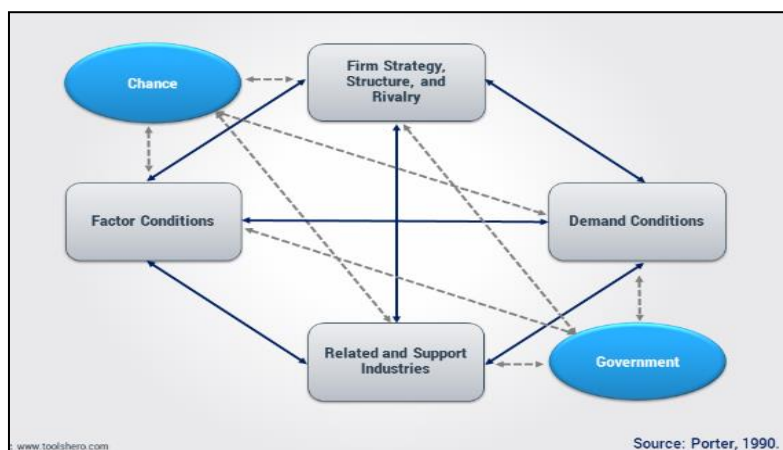 Chance
Firm Strategy,
Structure, and
Rivalry
Factor Conditions
Demand Conditions
Related and Support
Industries
Government
: www.toolshero.com
Source: Porter, 1990.